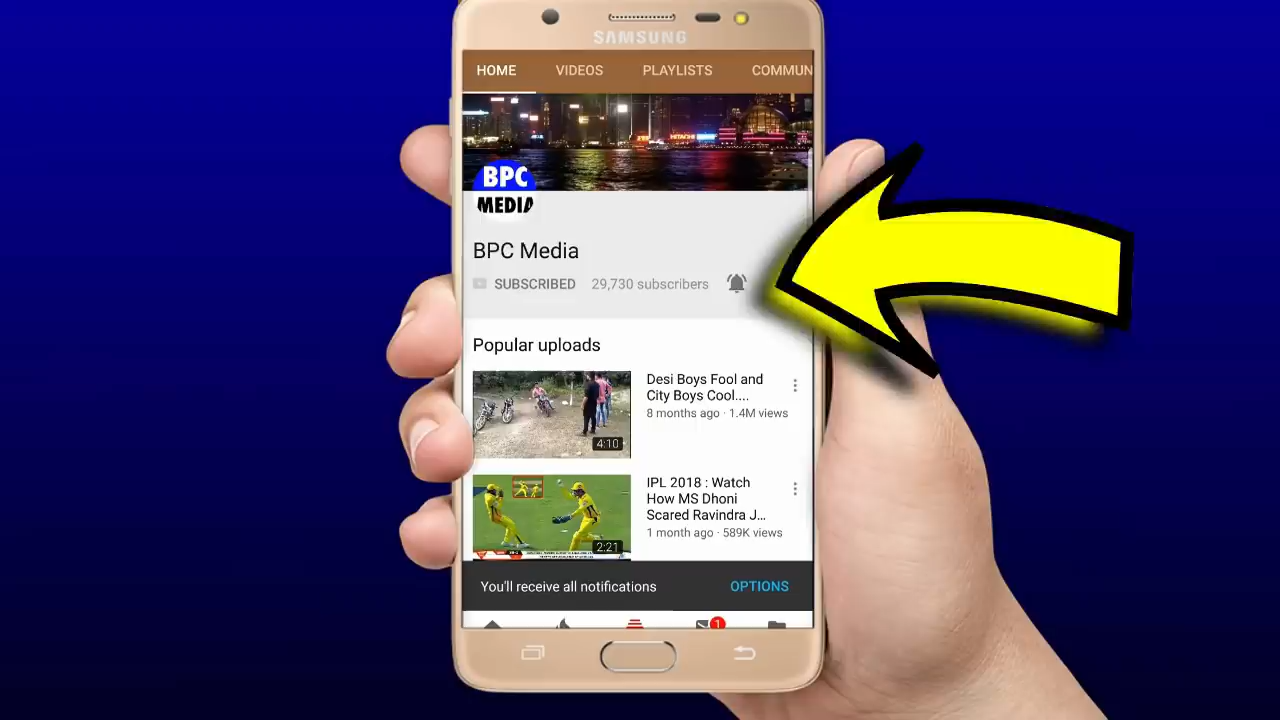 SAMSUNG
HOME VIDEOS PLAYLISTS COMMUN
HITACHI
BPC
MEDIA
BPC Media
SUBSCRIBED 29,730 subscribers
Popular uploads
Desi Boys Fool and
City Boys Cool....
8 months ago · 1.4M views
4:10
IPL 2018 : Watch
How MS Dhoni
Scared Ravindra J...
1 month ago · 589K views
2:21
You'll receive all notifications OPTIONS
1